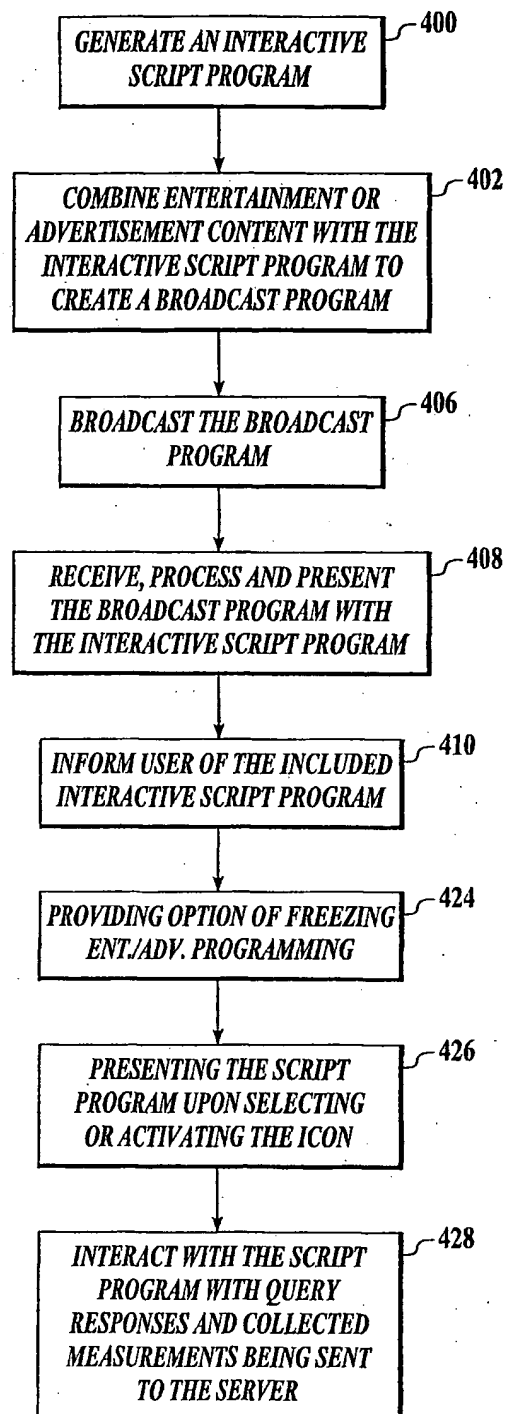 400
GENERATE AN INTERACTIVE
SCRIPT PROGRAM
402
COMBINE ENTERTAINMENT OR
ADVERTISEMENT CONTENT WITH THE
INTERACTIVE SCRIPT PROGRAM TO
CREATE A BROADCAST PROGRAM
406
BROADCAST THE BROADCAST
PROGRAM
408
RECEIVE, PROCESS AND PRESENT
THE BROADCAST PROGRAM WITH
THE INTERACTIVE SCRIPT PROGRAM
410
INFORM USER OF THE INCLUDED
INTERACTIVE SCRIPT PROGRAM
424
PROVIDING OPTION OF FREEZING
ENT./ADV. PROGRAMMING
426
PRESENTING THE SCRIPT
PROGRAM UPON SELECTING
OR ACTIVATING THE ICON
428
INTERACT WITH THE SCRIPT
PROGRAM WITH QUERY
RESPONSES AND COLLECTED
MEASUREMENTS BEING SENT
TO THE SERVER